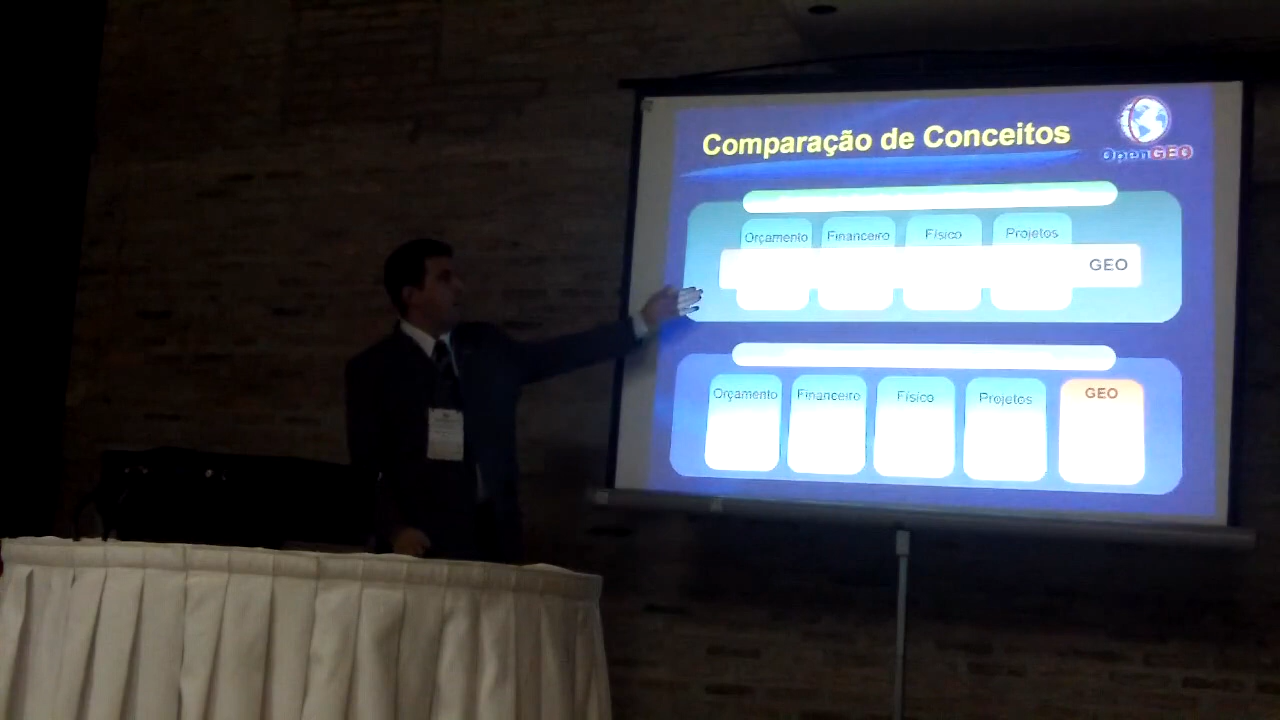 Comparação de Conceitos
OpenGEO
Orçamento Financeiro Físico Projetos
GEO
Orçamento Financeiro Físico Projetos GEO